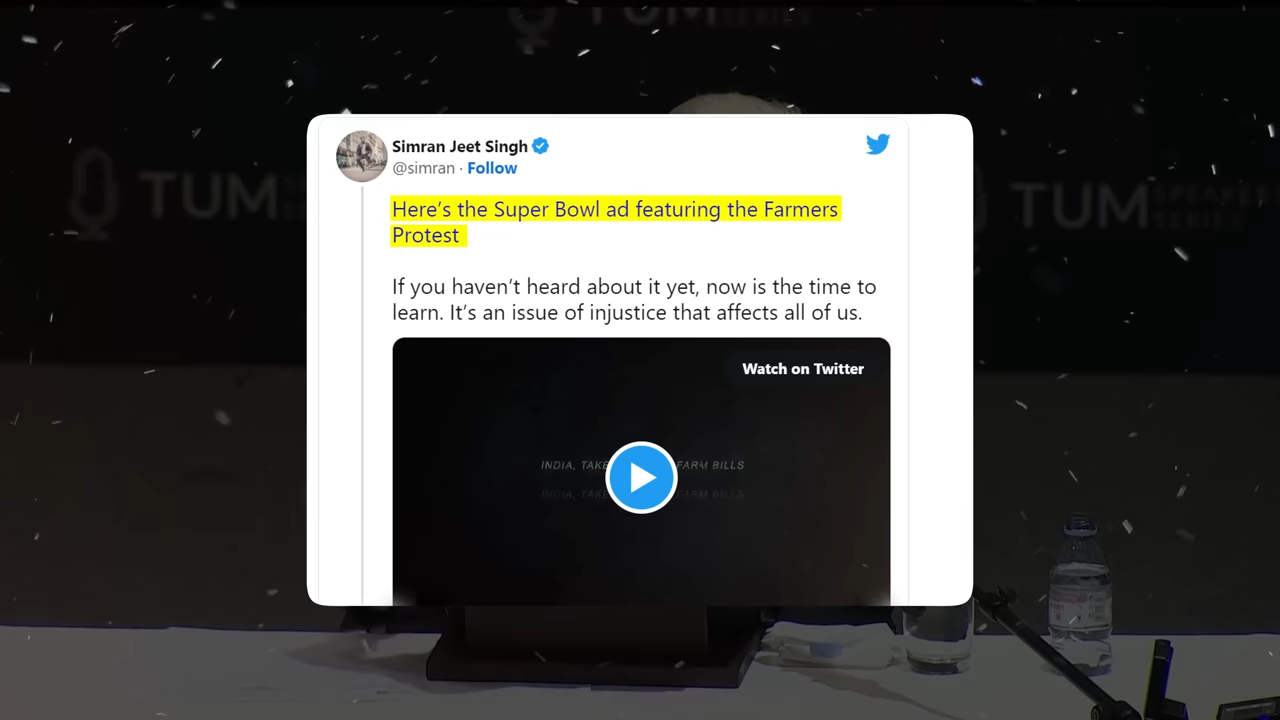 TUM
TUM
TUM
SPEAKERS
SERIES
Simran Jeet Singh
@simran · Follow
Here's the Super Bowl ad featuring the Farmers
Protest
If you haven't heard about it yet, now is the time to
learn. It's an issue of injustice that affects all of us.
Watch on Twitter
INDIA, TAKE FARM BILLS
INDIA, TAKE FARM BILLS